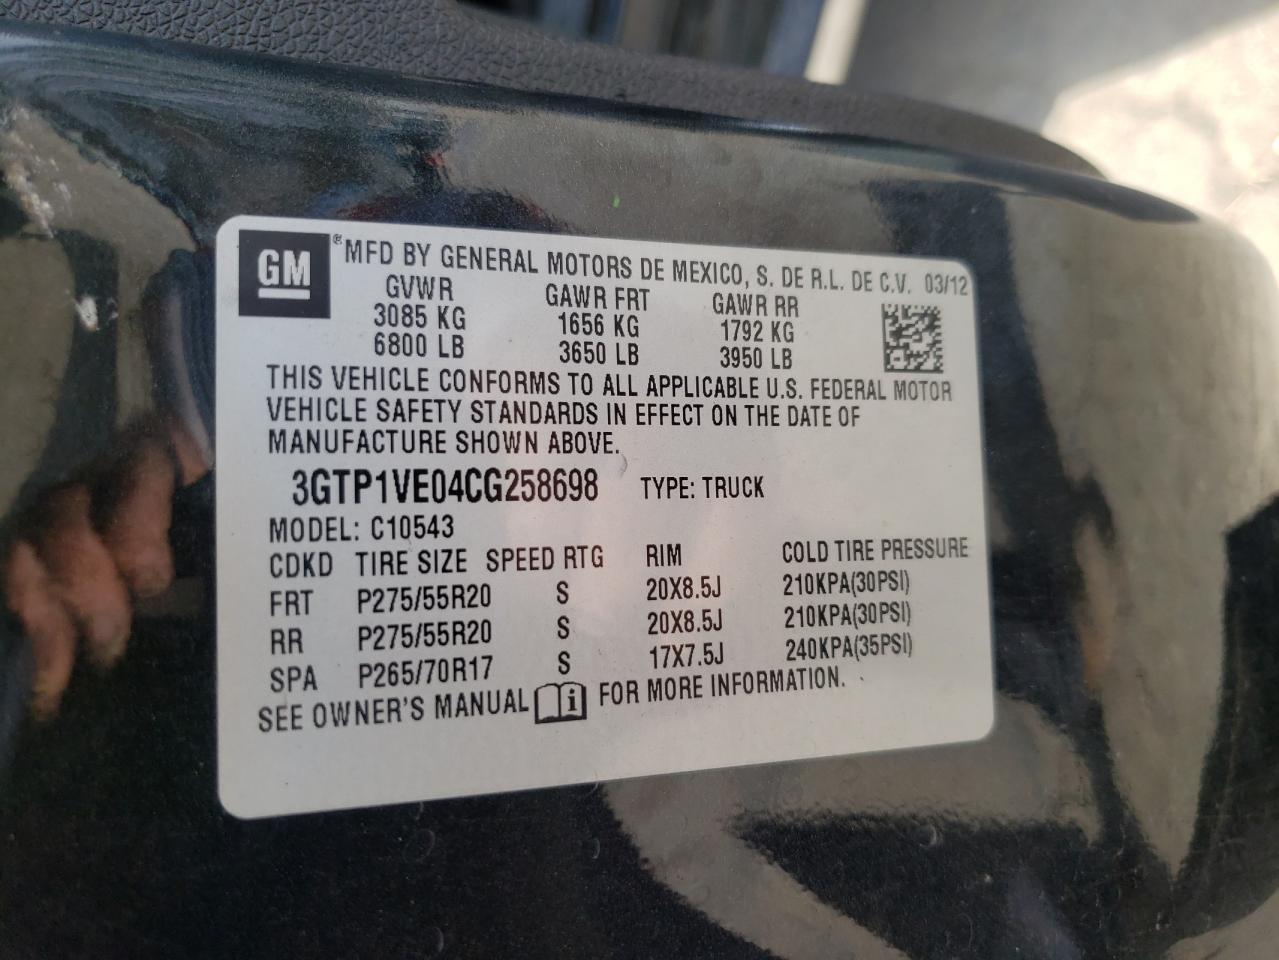 GM® MFD BY GENERAL MOTORS DE MEXICO, S. DE R.L. DE C.V. 03/12
GVWR GAWR FRT GAWR RR
3085 KG 1656 KG 1792 KG
6800 LB 3650 LB 3950 LB
THIS VEHICLE CONFORMS TO ALL APPLICABLE U.S. FEDERAL MOTOR
VEHICLE SAFETY STANDARDS IN EFFECT ON THE DATE OF
MANUFACTURE SHOWN ABOVE.
3GTP1VE04CG258698 TYPE: TRUCK
MODEL: C10543
CDKD TIRE SIZE SPEED RTG RIM COLD TIRE PRESSURE
FRT P275/55R20 S 20X8.5J 210KPA(30PSI)
RR P275/55R20 S 20X8.5J 210KPA(30PSI)
SPA P265/70R17 S 17X7.5J 240KPA(35PSI)
SEE OWNER'S MANUAL i FOR MORE INFORMATION.